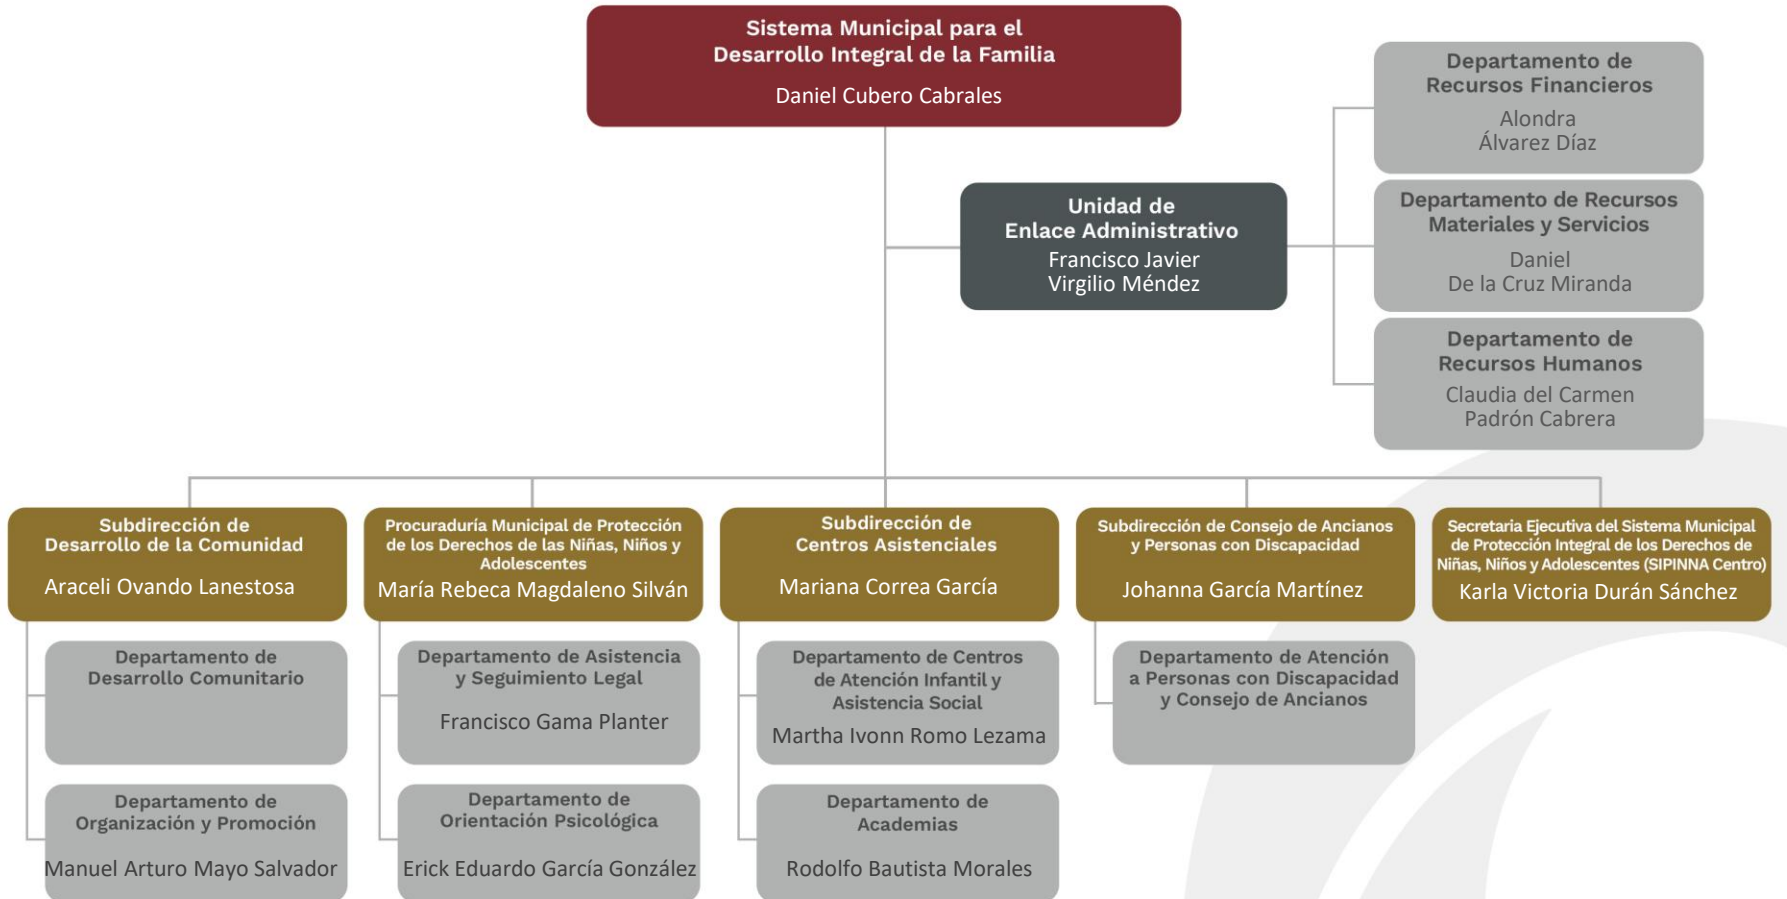 Sistema Municipal para el
Desarrollo Integral de la Familia
Daniel Cubero Cabrales
Departamento de
Recursos Financieros
Alondra
Álvarez Díaz
Unidad de
Enlace Administrativo
Francisco Javier
Virgilio Méndez
Departamento de Recursos
Materiales y Servicios
Daniel
De la Cruz Miranda
Departamento de
Recursos Humanos
Claudia del Carmen
Padrón Cabrera
Subdirección de
Desarrollo de la Comunidad
Araceli Ovando Lanestosa
Procuraduría Municipal de Protección
de los Derechos de las Niñas, Niños y
Adolescentes
María Rebeca Magdaleno Silván
Subdirección de
Centros Asistenciales
Mariana Correa García
Subdirección de Consejo de Ancianos
y Personas con Discapacidad
Johanna García Martínez
Secretaria Ejecutiva del Sistema Municipal
de Protección Integral de los Derechos de
Niñas, Niños y Adolescentes (SIPINNA Centro)
Karla Victoria Durán Sánchez
Departamento de
Desarrollo Comunitario
Departamento de Asistencia
y Seguimiento Legal
Francisco Gama Planter
Departamento de Centros
de Atención Infantil y
Asistencia Social
Martha Ivonn Romo Lezama
Departamento de Atención
a Personas con Discapacidad
y Consejo de Ancianos
Departamento de
Organización y Promoción
Manuel Arturo Mayo Salvador
Departamento de
Orientación Psicológica
Erick Eduardo García González
Departamento de
Academias
Rodolfo Bautista Morales